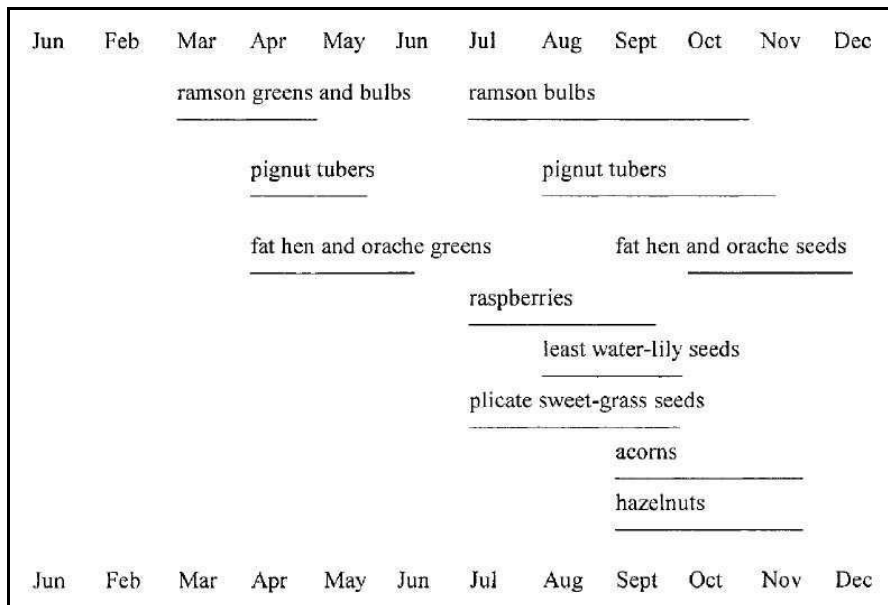 Jun Feb Mar Apr May Jun Jul Aug Sept Oct Nov Dec
ramson greens and bulbs ramson bulbs
pignut tubers pignut tubers
fat hen and orache greens fat hen and orache seeds
raspberries
least water-lily seeds
plicate sweet-grass seeds
acorns
hazelnuts
Jun Feb Mar Apr May Jun Jul Aug Sept Oct Nov Dec